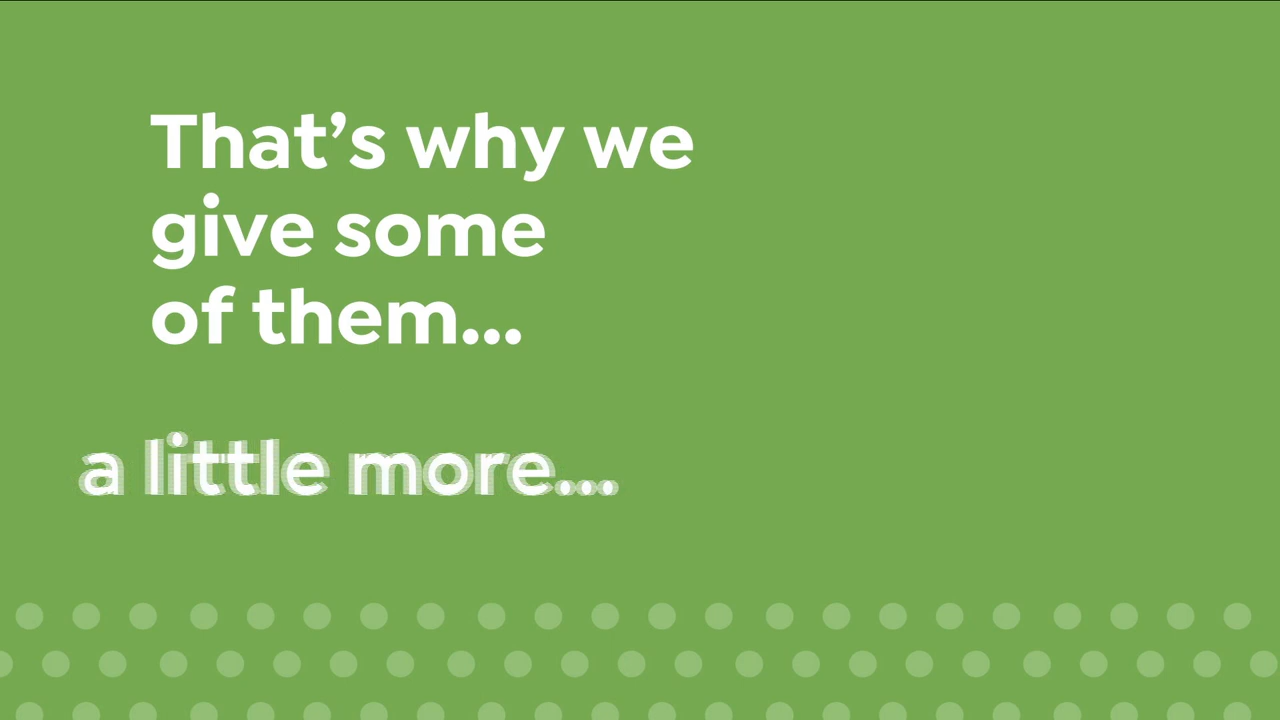 That’s why we
give some
of them...
a little more...